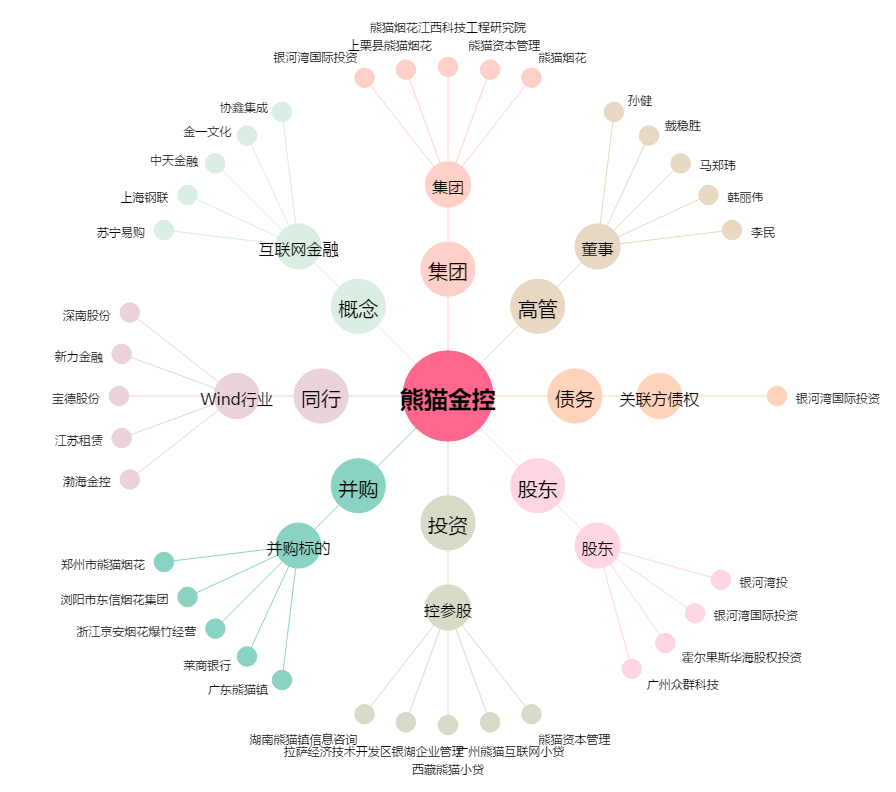 熊猫烟花江西科技工程研究院
上栗县熊猫烟花
熊猫资本管理
银河湾国际投资
熊猫烟花
协鑫集成
孙健
金一文化
戤稳胜
中天金融
马郑玮
集团
上海钢联
韩丽伟
苏宁易购
李民
互联网金融
董事
集团
概念
高管
深南股份
新力金融
宝德股份
Wind行业
同行
熊猫金控
债务
关联方债权
银河湾国际投资
江苏租赁
渤海金控
并购
股东
投资
并购标的
股东
郑州市熊猫烟花
银河湾投
浏阳市东信烟花集团
控参股
银河湾国际投资
浙江京安烟花爆竹经营
莱商银行
霍尔果斯华海股权投资
广东熊猫镇
广州众群科技
湖南熊猫镇信息咨询
熊猫资本管理
拉萨经济技术开发区银湖企业管理
广州熊猫互联网小贷
西藏熊猫小贷